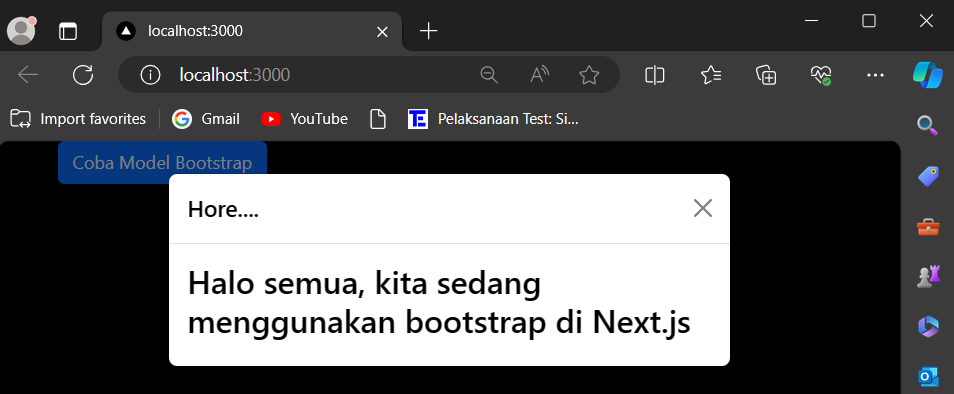 localhost:3000
localhost:3000
Import favorites
Gmail
YouTube
Pelaksanaan Test: Si...
Coba Model Bootstrap
Hore....
Halo semua, kita sedang
menggunakan bootstrap di Next.js